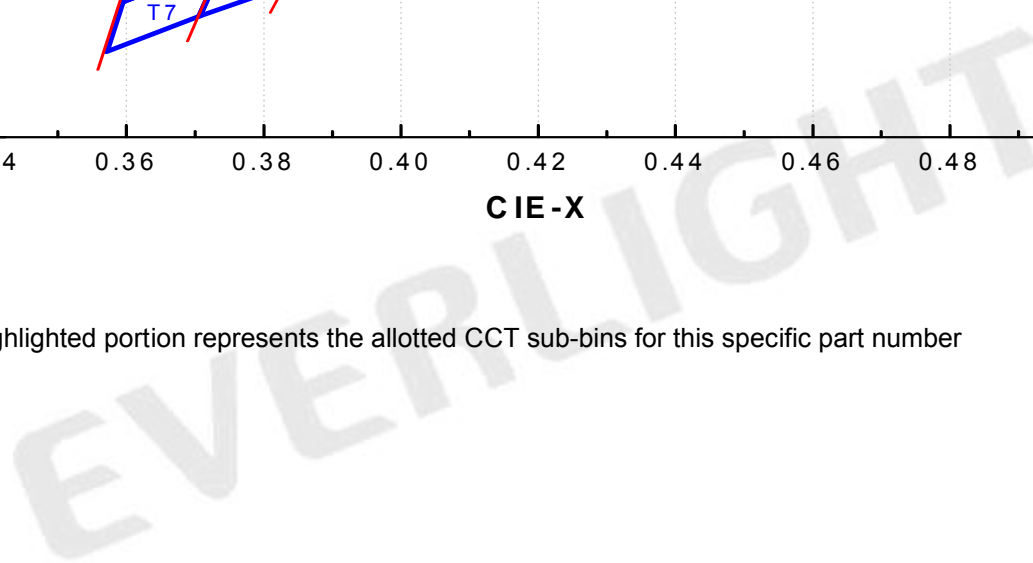 T7
4 0.36 0.38 0.40 0.42 0.44 0.46 0.48
CIE-X
ghlighted portion represents the allotted CCT sub-bins for this specific part number
EVERLIGHT